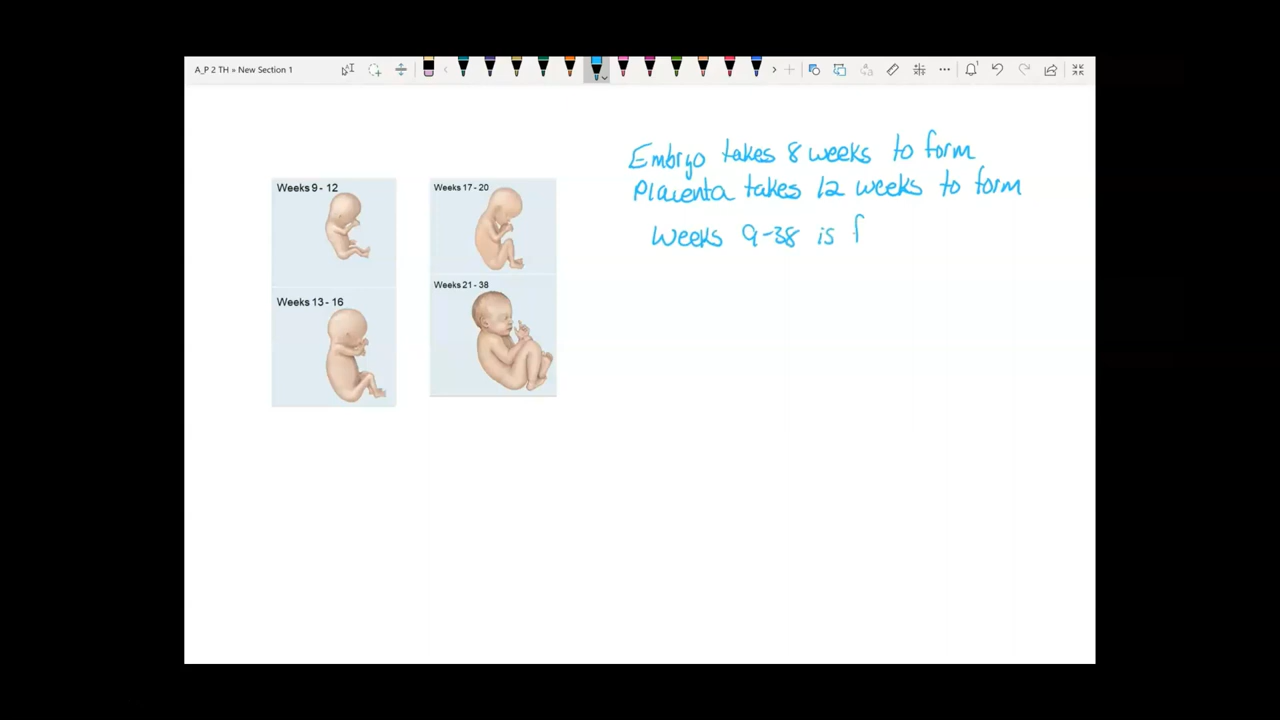 A_P 2 TH » New Section 1
Embryo takes 8 weeks to form
Placenta takes 12 weeks to form
Weeks 9-38 is f
Weeks 9 - 12
Weeks 17 - 20
Weeks 13 - 16
Weeks 21 - 38